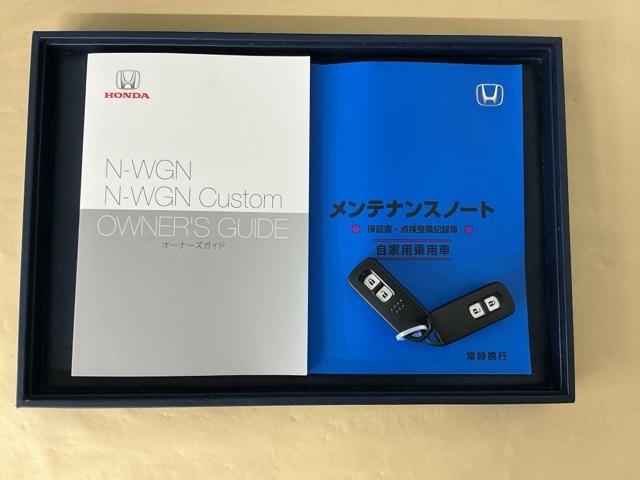 HONDA
N-WGN
N-WGN Custom
OWNER'S GUIDE
オーナーズガイド
メンテナンスノート
保証書・点検整備記録簿
自家用乗用車
常時携行